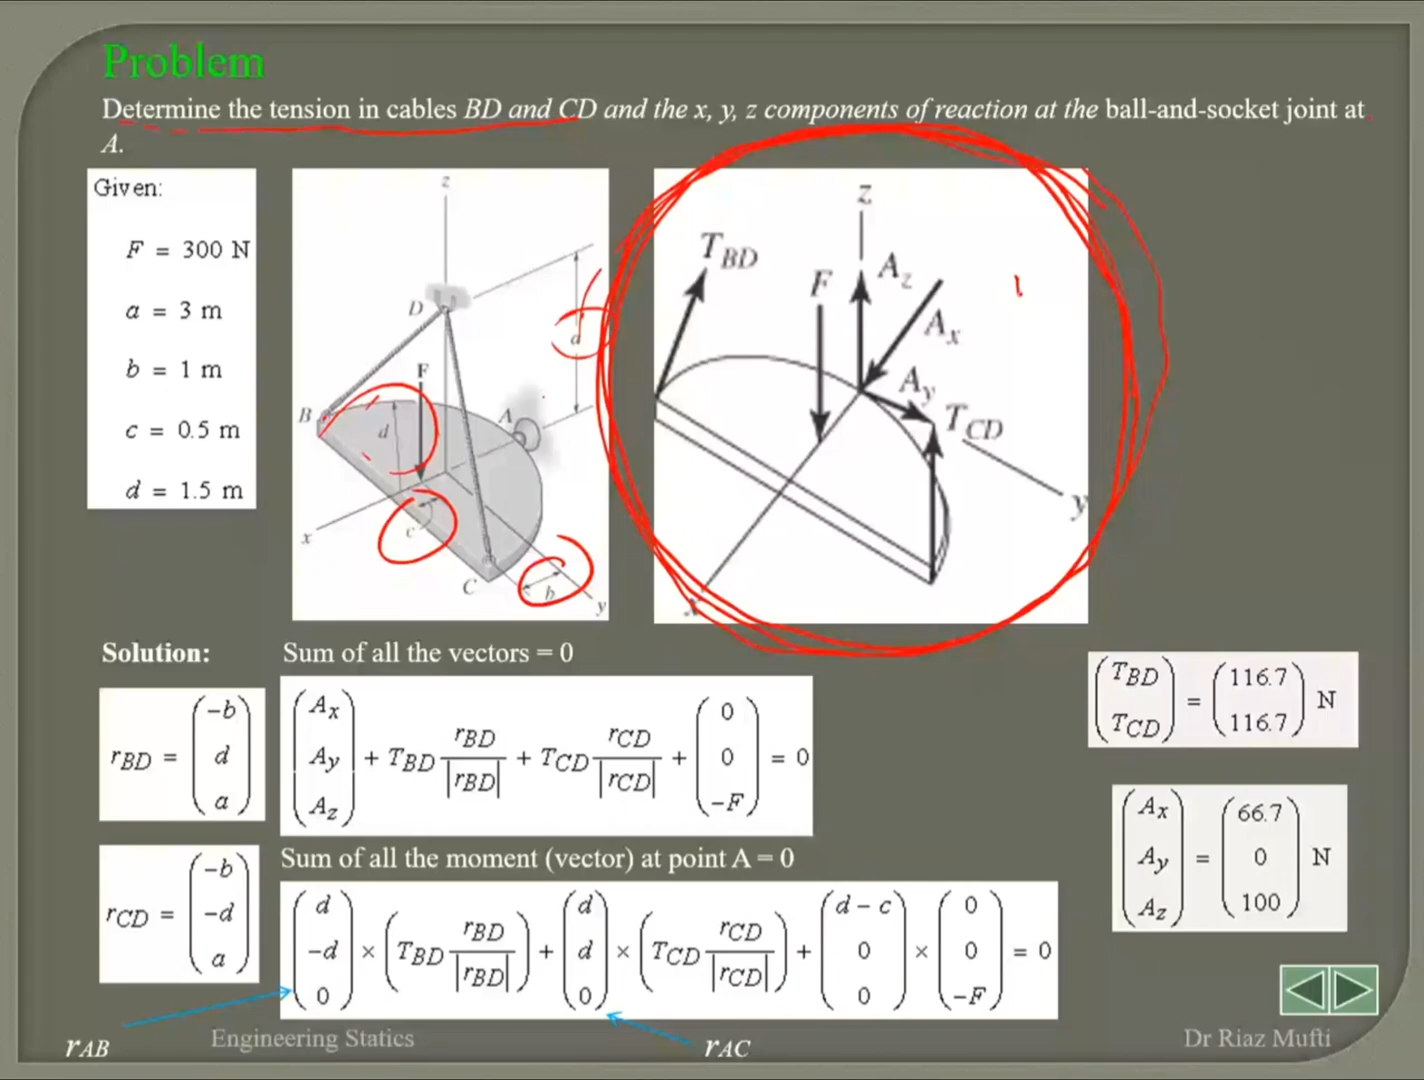 Problem
Determine the tension in cables BD and CD and the x, y, z components of reaction at the ball-and-socket joint at
A.
Given:
F = 300 N
a = 3 m
b = 1 m
c = 0.5 m
d = 1.5 m
z
D
a
F
B
d
A
x
c
C
b
y
z
T_BD
F
A_z
A_x
A_y
T_CD
y
x
Solution:
Sum of all the vectors = 0
r_BD = (-b d a)
(A_x A_y A_z) + T_BD r_BD/|r_BD| + T_CD r_CD/|r_CD| + (0 0 -F) = 0
(T_BD T_CD) = (116.7 116.7) N
Sum of all the moment (vector) at point A = 0
r_CD = (-b -d a)
(d -d 0) × (T_BD r_BD/|r_BD|) + (d d 0) × (T_CD r_CD/|r_CD|) + (d - c 0 0) × (0 0 -F) = 0
(A_x A_y A_z) = (66.7 0 100) N
r_AB
Engineering Statics
r_AC
Dr Riaz Mufti